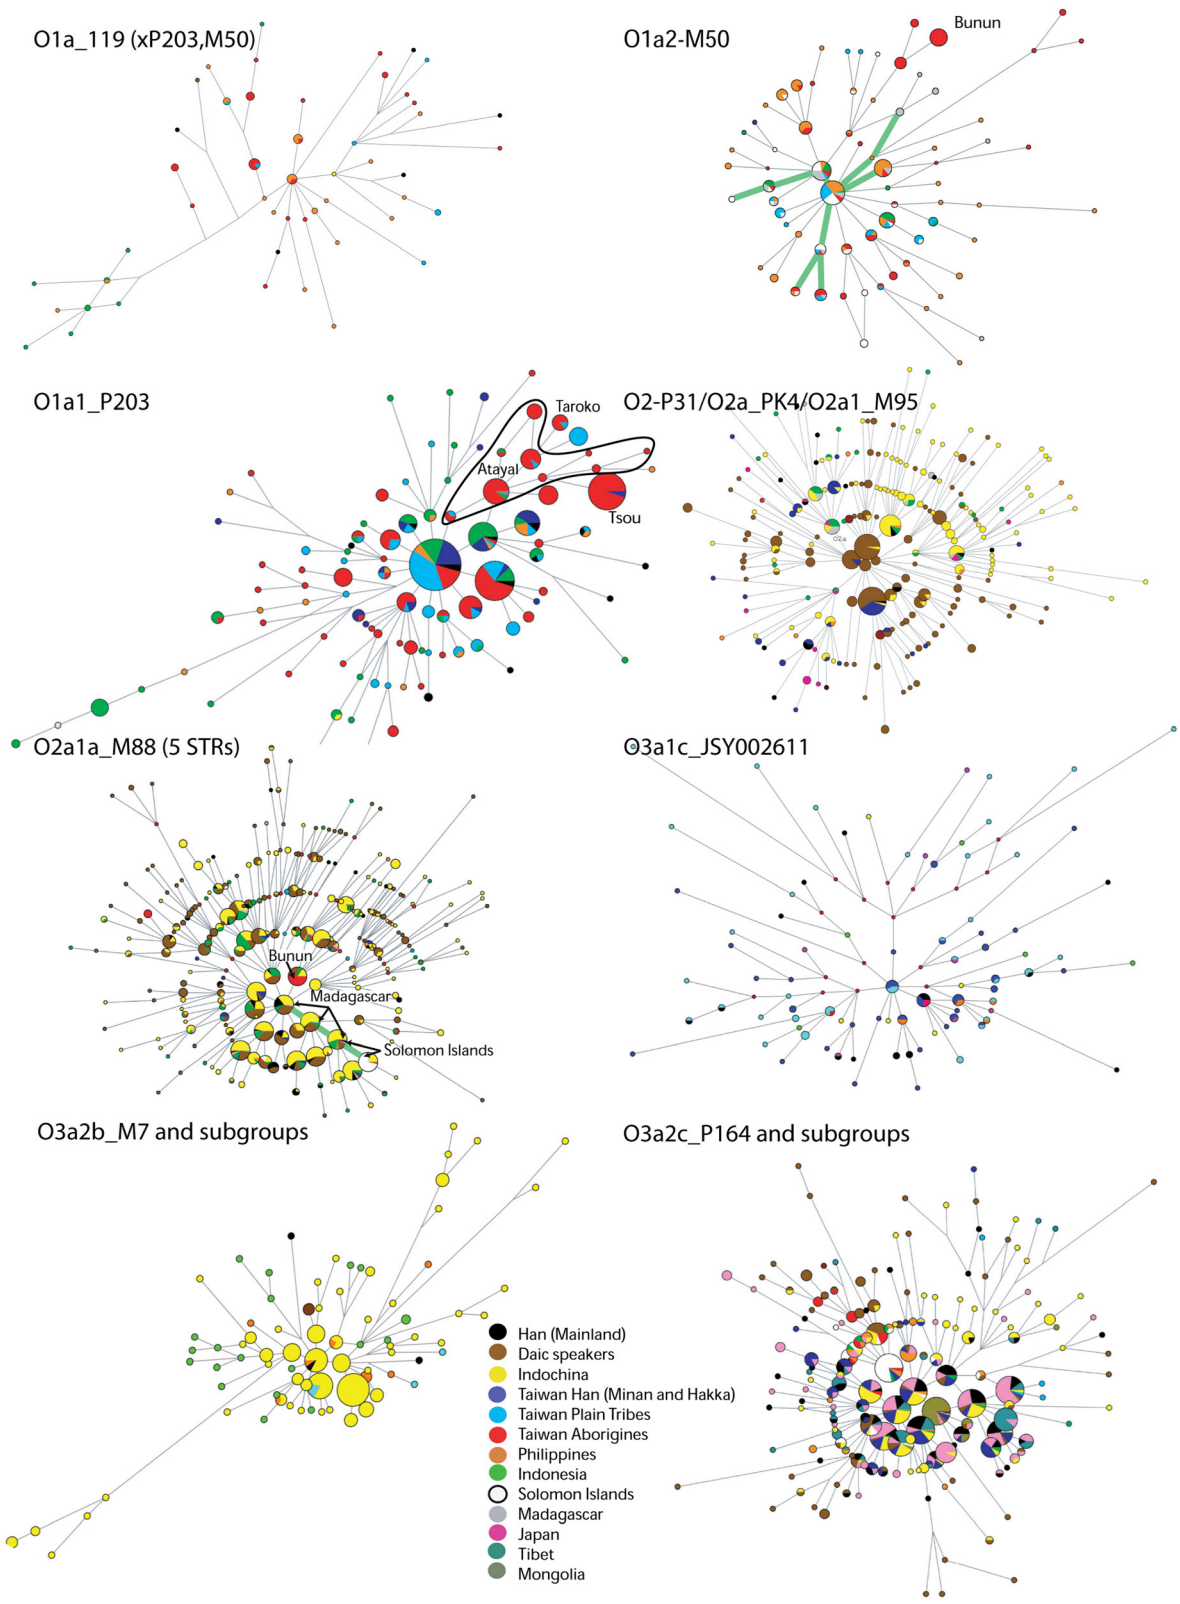 O1a_119 (xP203,M50)
O1a2-M50
Bunun
O1a1_P203
Taroko
Atayal
Tsou
O2-P31/O2a_PK4/O2a1_M95
O2a
O2a1a_M88 (5 STRs)
Bunun
Madagascar
Solomon Islands
O3a1c_JSY002611
O3a2b_M7 and subgroups
O3a2c_P164 and subgroups
Han (Mainland)
Daic speakers
Indochina
Taiwan Han (Minan and Hakka)
Taiwan Plain Tribes
Taiwan Aborigines
Philippines
Indonesia
Solomon Islands
Madagascar
Japan
Tibet
Mongolia